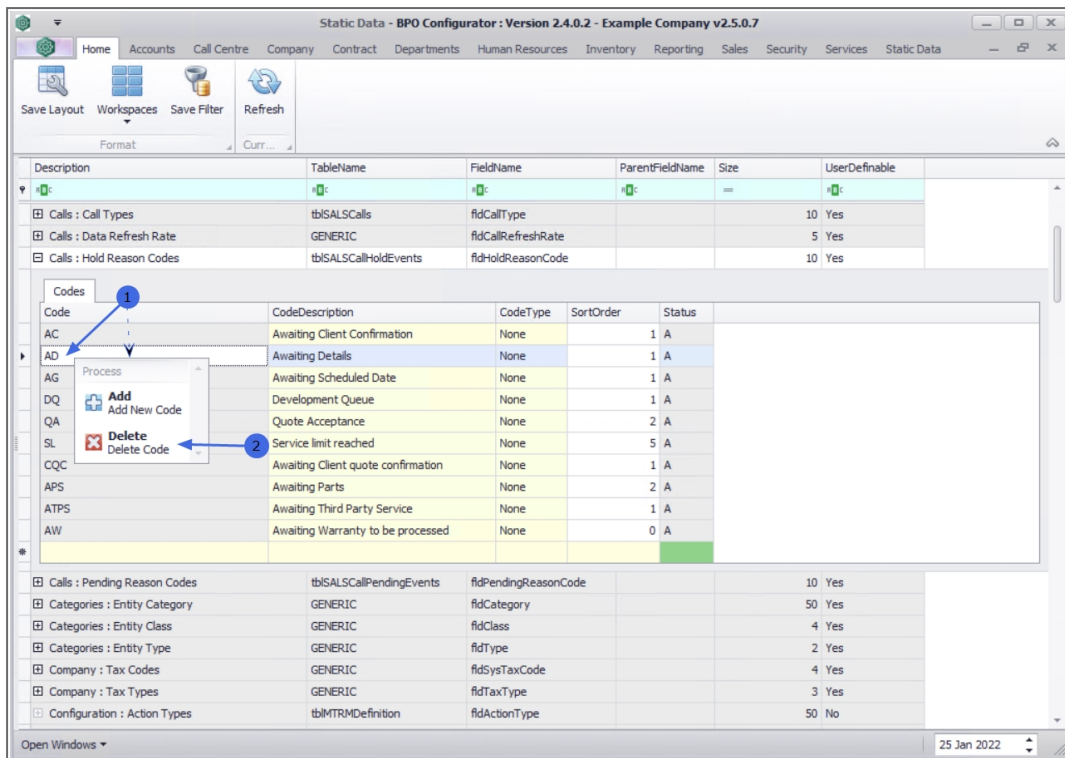 Static Data - BPO Configurator : Version 2.4.0.2 - Example Company v2.5.0.7
Home Accounts Call Centre Company Contract Departments Human Resources Inventory Reporting Sales Security Services Static Data
Save Layout Workspaces Save Filter Refresh
Format Curr...
Description TableName FieldName ParentFieldName Size UserDefinable
Calls : Call Types tblSALSCalls fldCallType 10 Yes
Calls : Data Refresh Rate GENERIC fldCallRefreshRate 5 Yes
Calls : Hold Reason Codes tblSALSCallHoldEvents fldHoldReasonCode 10 Yes
Codes
1
Code CodeDescription CodeType SortOrder Status
AC Awaiting Client Confirmation None 1 A
AD Awaiting Details None 1 A
Process
AG Awaiting Scheduled Date None 1 A
Add
DQ Development Queue None 1 A
Add New Code
QA Quote Acceptance None 2 A
Delete
SL 2 Service limit reached None 5 A
Delete Code
CQC Awaiting Client quote confirmation None 1 A
APS Awaiting Parts None 2 A
ATPS Awaiting Third Party Service None 1 A
AW Awaiting Warranty to be processed None 0 A
Calls : Pending Reason Codes tblSALSCallPendingEvents fldPendingReasonCode 10 Yes
Categories : Entity Category GENERIC fldCategory 50 Yes
Categories : Entity Class GENERIC fldClass 4 Yes
Categories : Entity Type GENERIC fldType 2 Yes
Company : Tax Codes GENERIC fldSysTaxCode 4 Yes
Company : Tax Types GENERIC fldTaxType 3 Yes
Configuration : Action Types tblMTRMDefinition fldActionType 50 No
Open Windows 25 Jan 2022